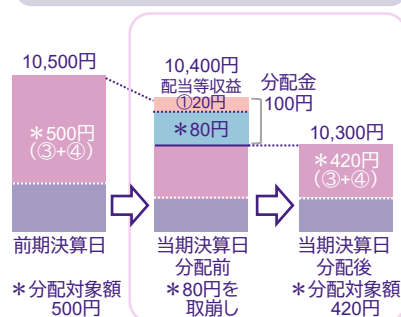 10,500円
＊500円
(③+④)
前期決算日
＊分配対象額
500円
10,400円
配当等収益
①20円
＊80円
分配金
100円
当期決算日
分配前
＊80円を
取崩し
10,300円
＊420円
(③+④)
当期決算日
分配後
＊分配対象額
420円